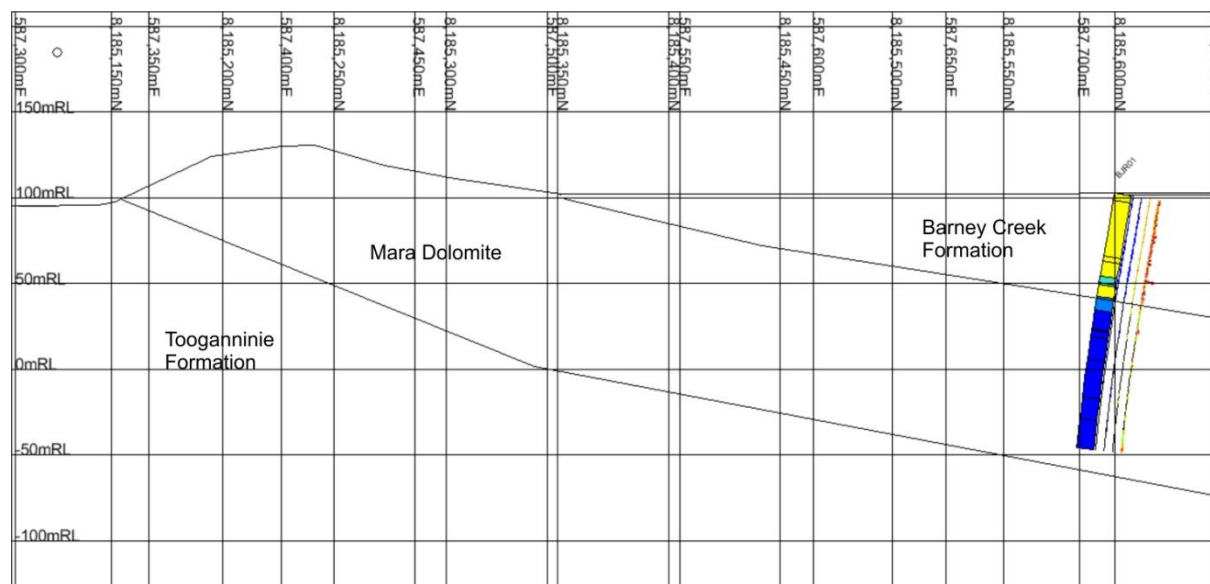 587,300mE
8,185,150mN
587,350mE
8,185,200mN
587,400mE
8,185,250mN
587,450mE
8,185,300mN
587,500mE
8,185,350mN
8,185,400mN
587,550mE
8,185,450mN
587,600mE
8,185,500mN
587,650mE
8,185,550mN
587,700mE
8,185,600mN
150mRL
BJR01
100mRL
Barney Creek
Formation
Mara Dolomite
50mRL
Tooganninie
Formation
0mRL
-50mRL
-100mRL